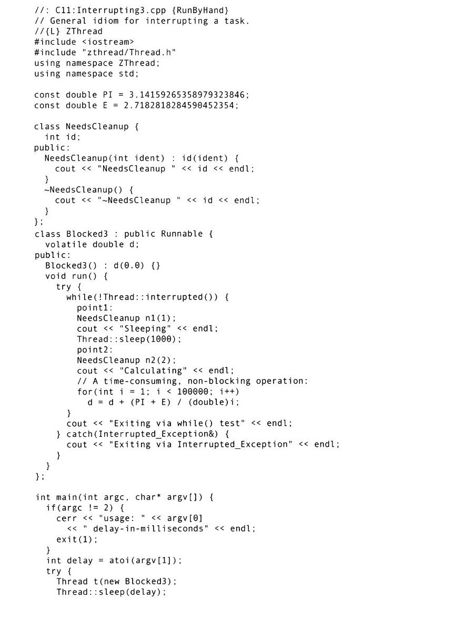 //: C11:Interrupting3.cpp {RunByHand}
// General idiom for interrupting a task.
//{L} ZThread
#include <iostream>
#include "zthread/Thread.h"
using namespace ZThread;
using namespace std;

const double PI = 3.14159265358979323846;
const double E = 2.7182818284590452354;

class NeedsCleanup {
  int id;
public:
  NeedsCleanup(int ident) : id(ident) {
    cout << "NeedsCleanup " << id << endl;
  }
  ~NeedsCleanup() {
    cout << "~NeedsCleanup " << id << endl;
  }
};
class Blocked3 : public Runnable {
  volatile double d;
public:
  Blocked3() : d(0.0) {}
  void run() {
    try {
      while(!Thread::interrupted()) {
        point1:
        NeedsCleanup n1(1);
        cout << "Sleeping" << endl;
        Thread::sleep(1000);
        point2:
        NeedsCleanup n2(2);
        cout << "Calculating" << endl;
        // A time-consuming, non-blocking operation:
        for(int i = 1; i < 100000; i++)
          d = d + (PI + E) / (double)i;
      }
      cout << "Exiting via while() test" << endl;
    } catch(Interrupted_Exception&) {
      cout << "Exiting via Interrupted_Exception" << endl;
    }
  }
};

int main(int argc, char* argv[]) {
  if(argc != 2) {
    cerr << "usage: " << argv[0]
      << " delay-in-milliseconds" << endl;
    exit(1);
  }
  int delay = atoi(argv[1]);
  try {
    Thread t(new Blocked3);
    Thread::sleep(delay);